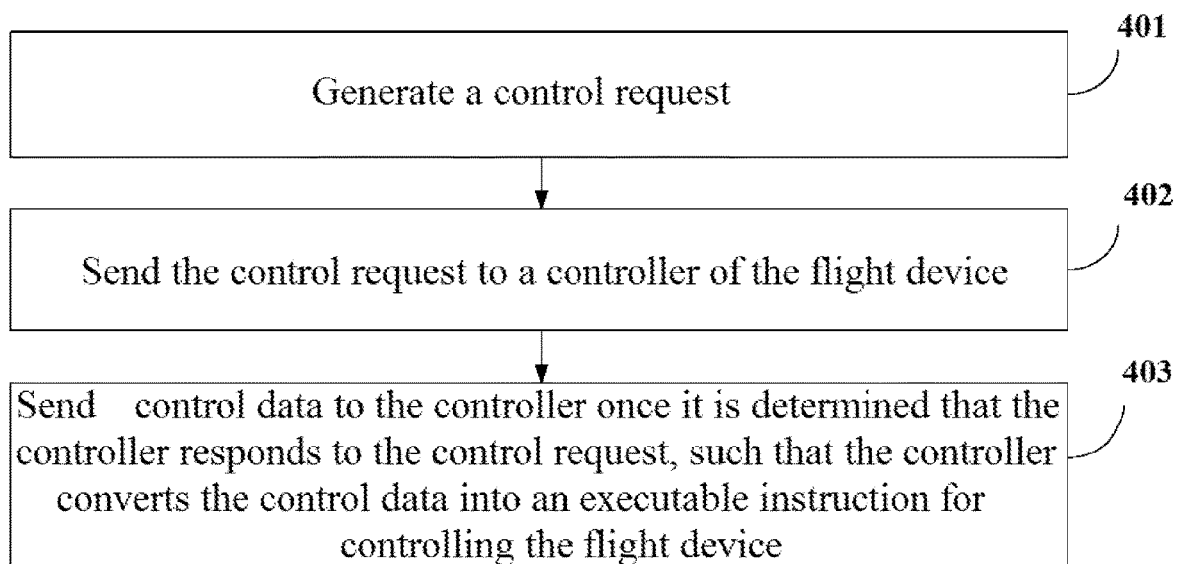 401
Generate a control request
402
Send the control request to a controller of the flight device
403
Send control data to the controller once it is determined that the
controller responds to the control request, such that the controller
converts the control data into an executable instruction for
controlling the flight device